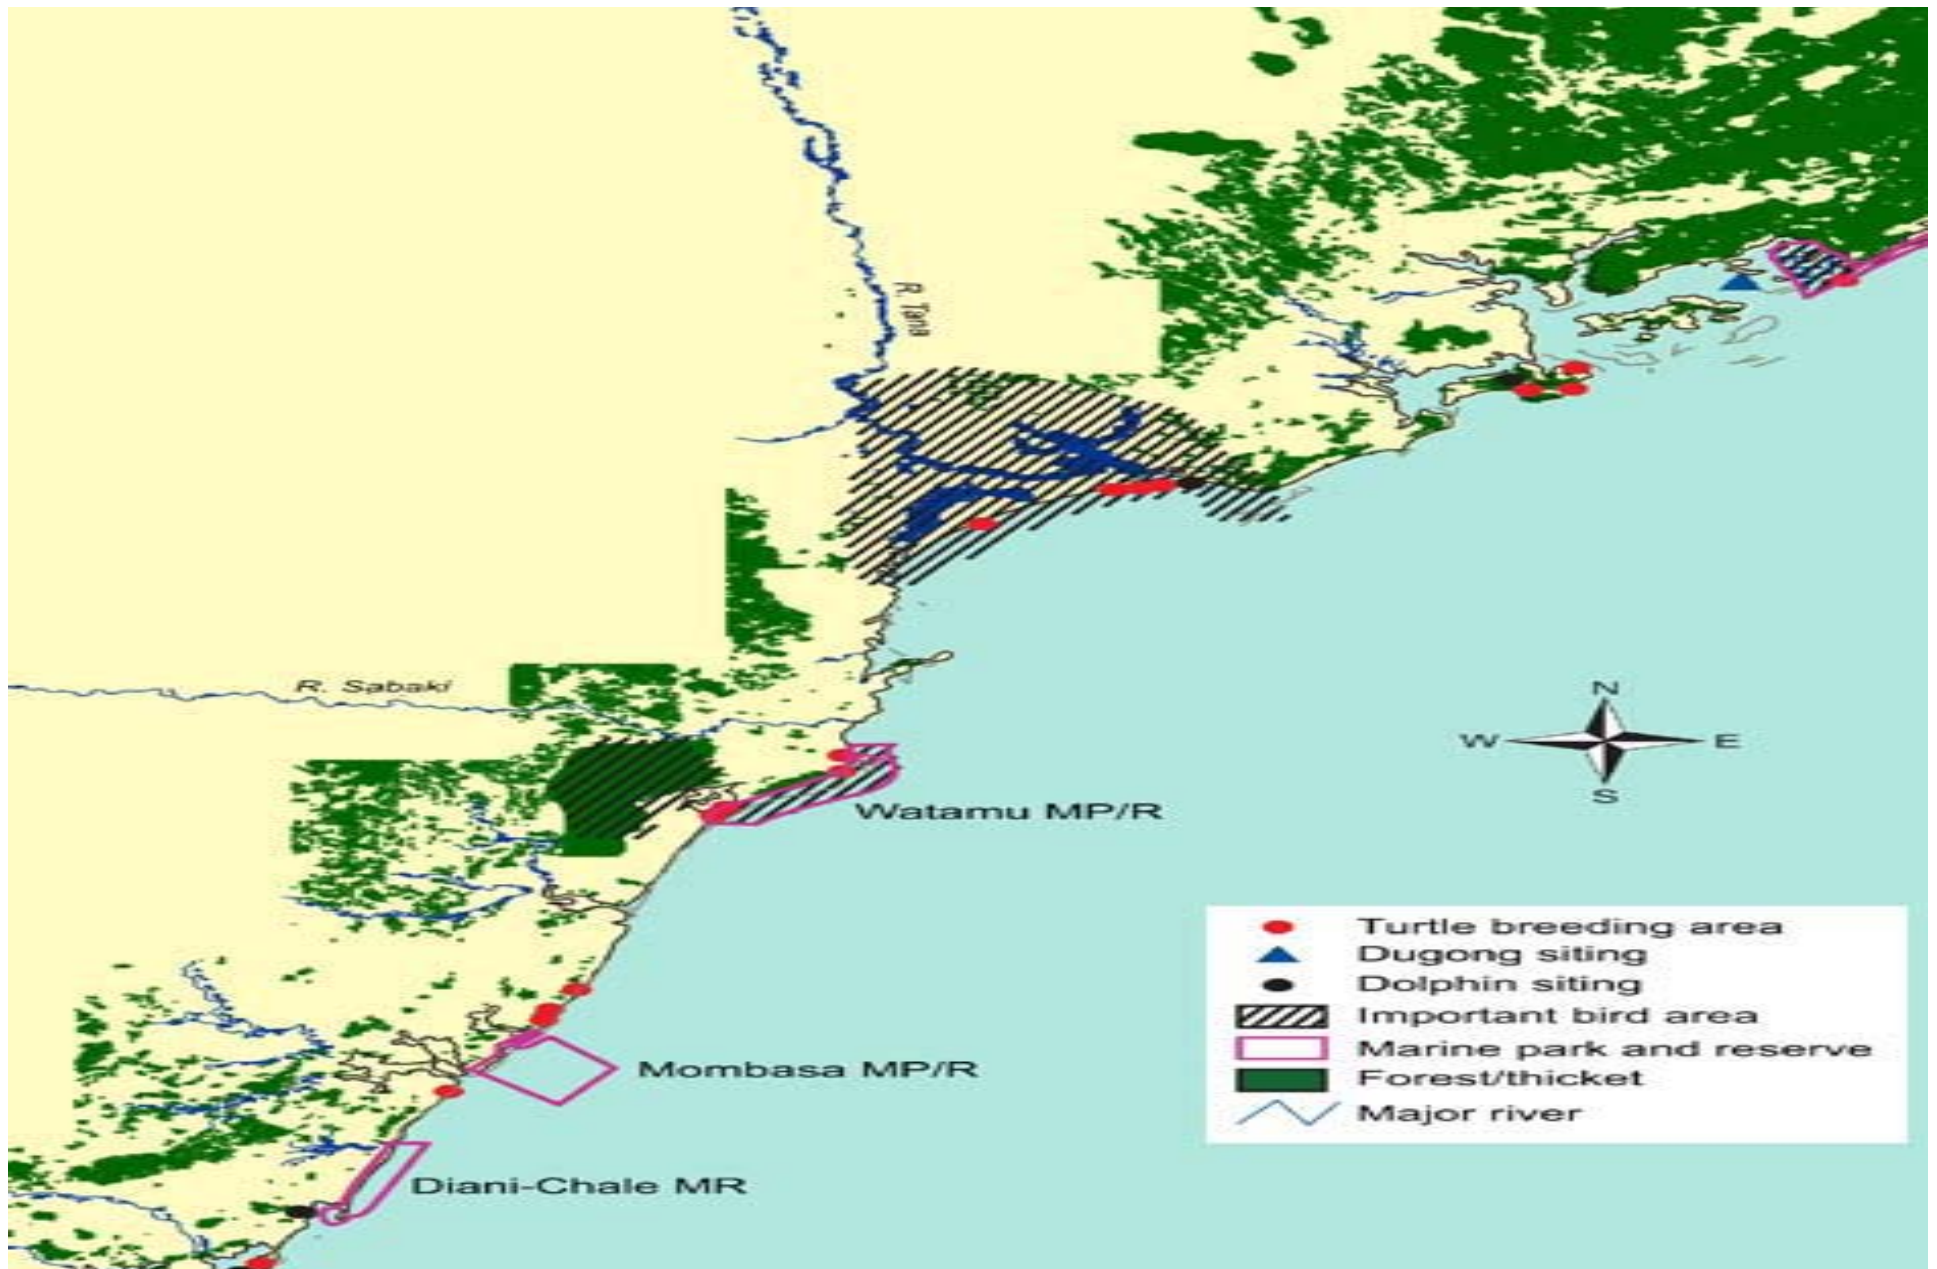 R. Tana
R. Sabaki
N
W
E
S
Watamu MP/R
Turtle breeding area
Dugong siting
Dolphin siting
Important bird area
Marine park and reserve
Forest/thicket
Major river
Mombasa MP/R
Diani-Chale MR